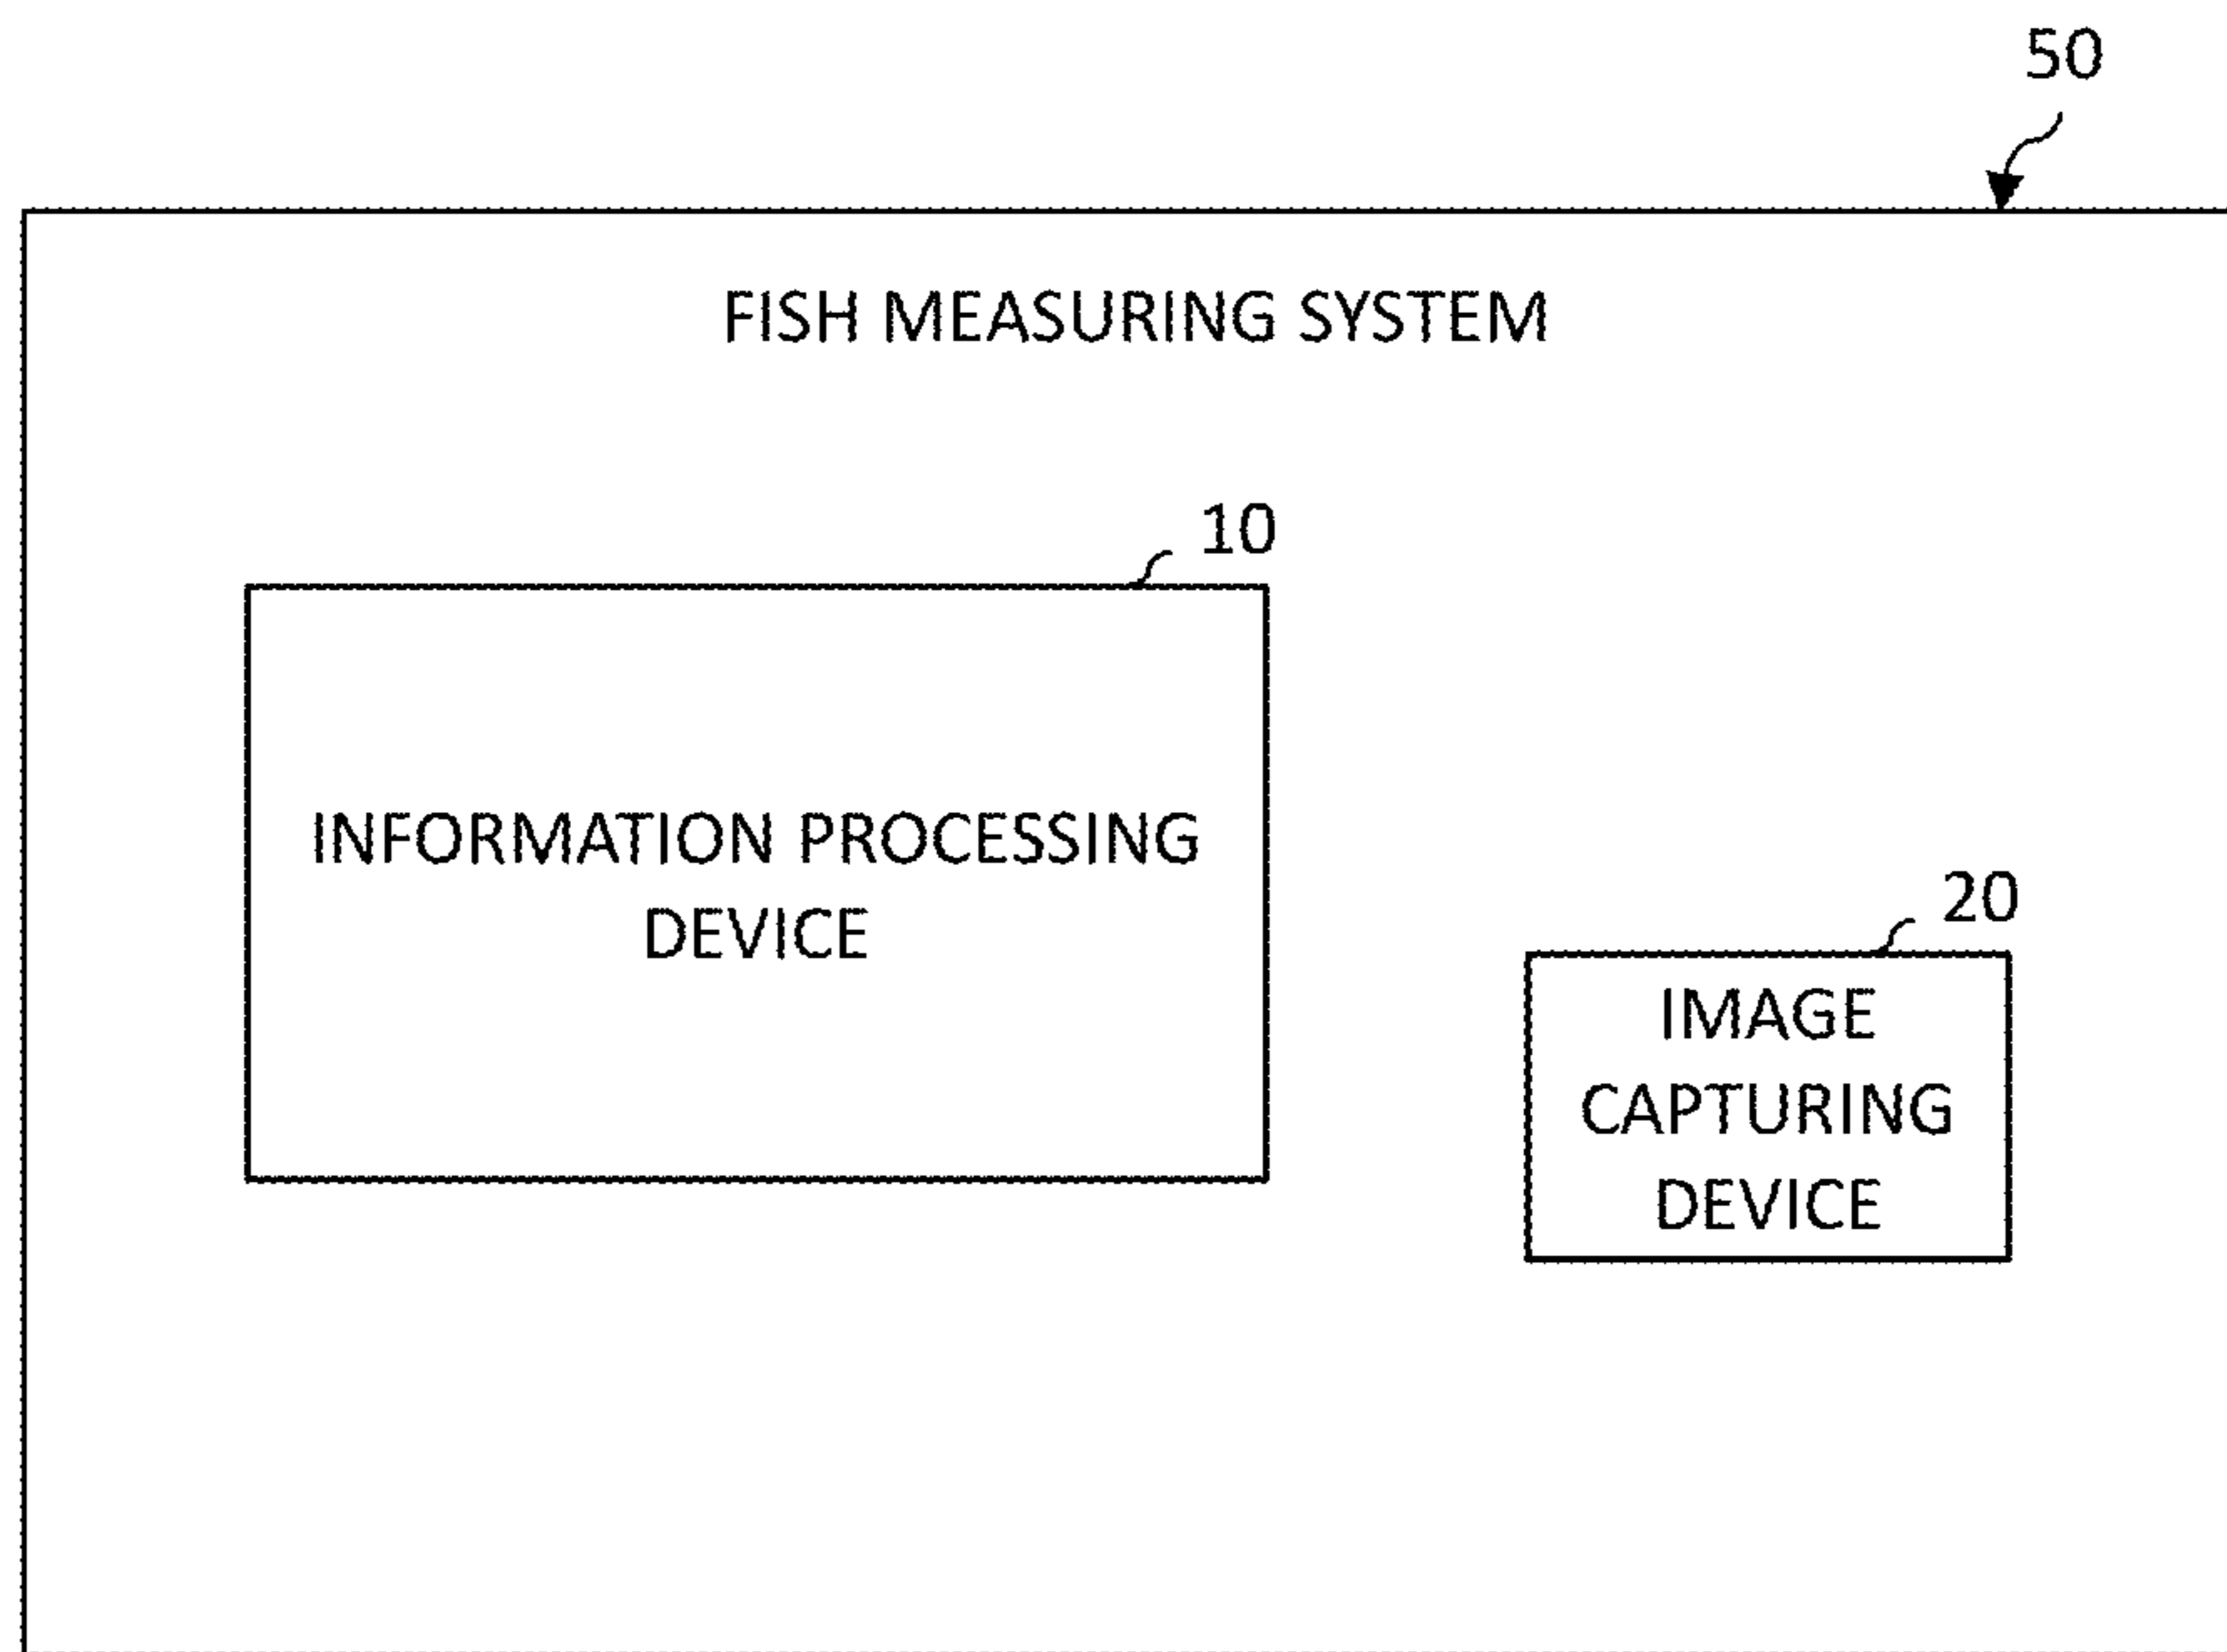 50
FISH MEASURING SYSTEM
10
INFORMATION PROCESSING
DEVICE
20
IMAGE
CAPTURING
DEVICE